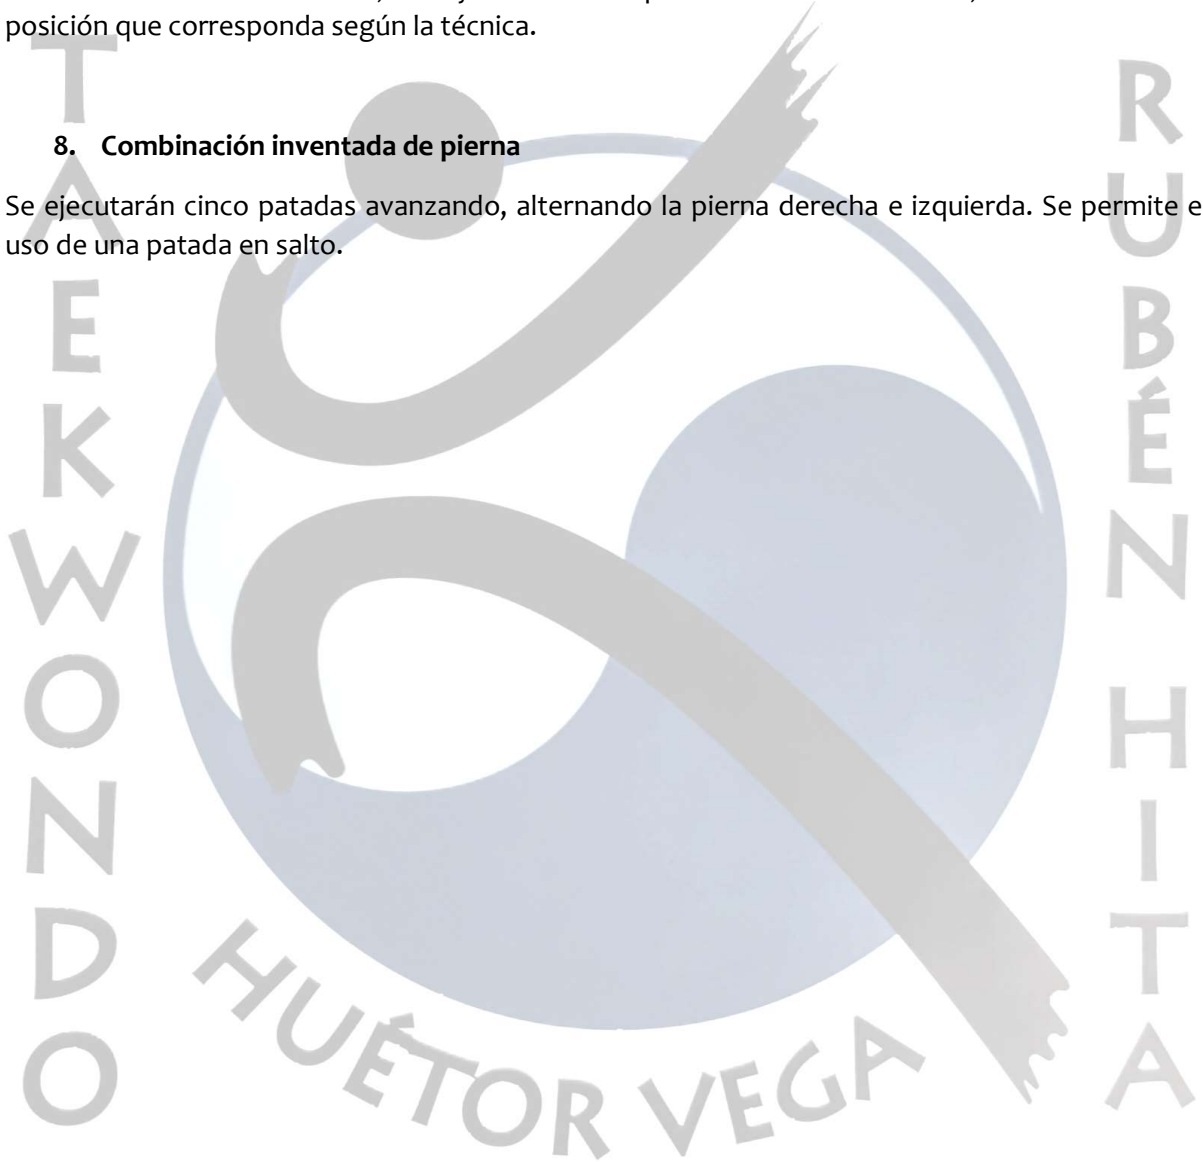 posición que corresponda según la técnica.
8. Combinación inventada de pierna
Se ejecutarán cinco patadas avanzando, alternando la pierna derecha e izquierda. Se permite e
uso de una patada en salto.
TAEKWONDO
RUBÉN HITA
HUÉTOR VEGA